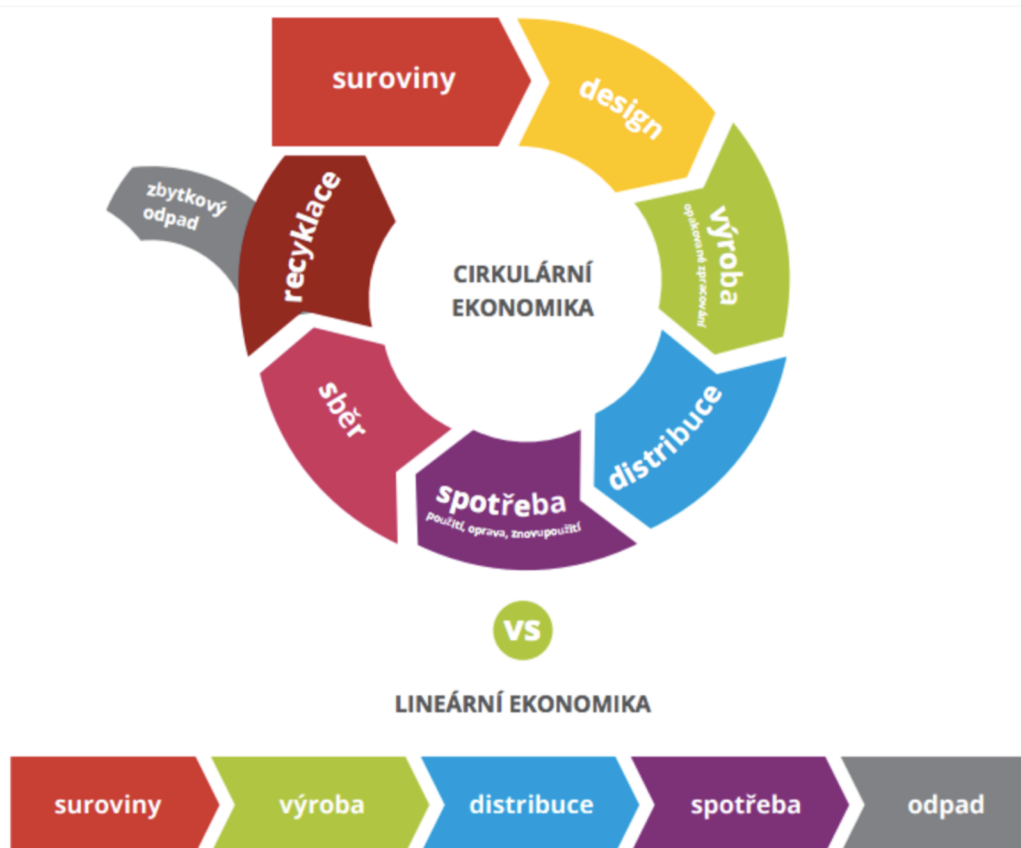 suroviny
design
výroba
opakované zpracování
distribuce
spotřeba
použití, oprava, znovupoužití
sběr
recyklace
zbytkový
odpad
CIRKULÁRNÍ
EKONOMIKA
VS
LINEÁRNÍ EKONOMIKA
suroviny
výroba
distribuce
spotřeba
odpad